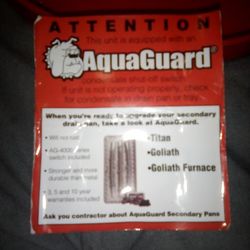 ATTENTION
This unit is equipped with an
AquaGuard®
condensate shut-off switch.
If unit is not operating properly, check
for condensate in drain pan or tray.
When you're ready to upgrade your secondary
drain pan, take a look at AquaGuard.
• Will not rust
• AG-4000 series
switch included
• Stronger and more
durable than metal
• 3, 5 and 10 year
warranties included
•Titan
•Goliath
•Goliath Furnace
Ask you contractor about AquaGuard Secondary Pans